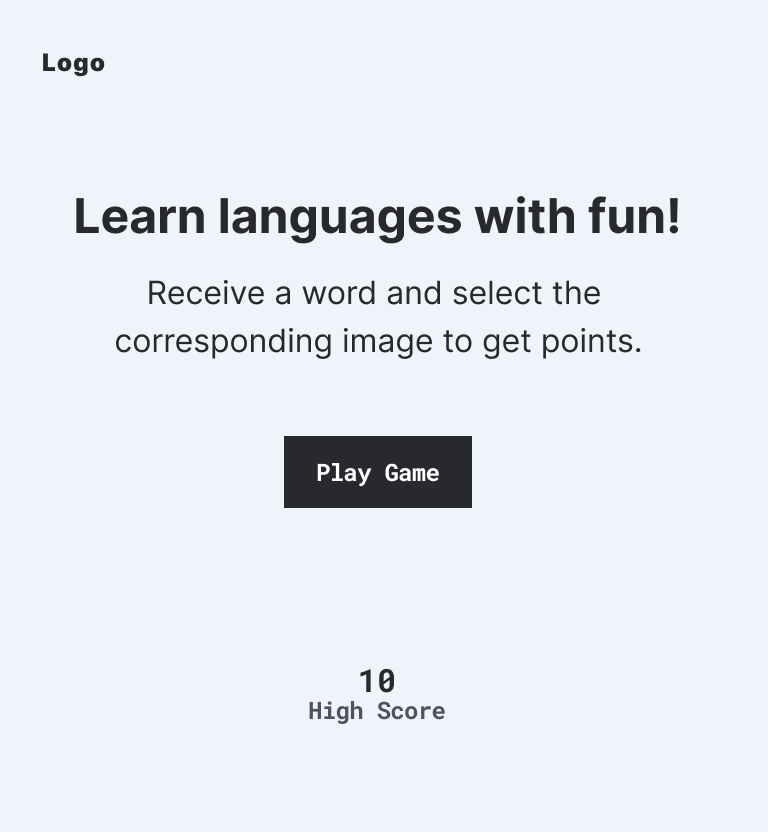 Logo
Learn languages with fun!
Receive a word and select the
corresponding image to get points.
Play Game
10
High Score